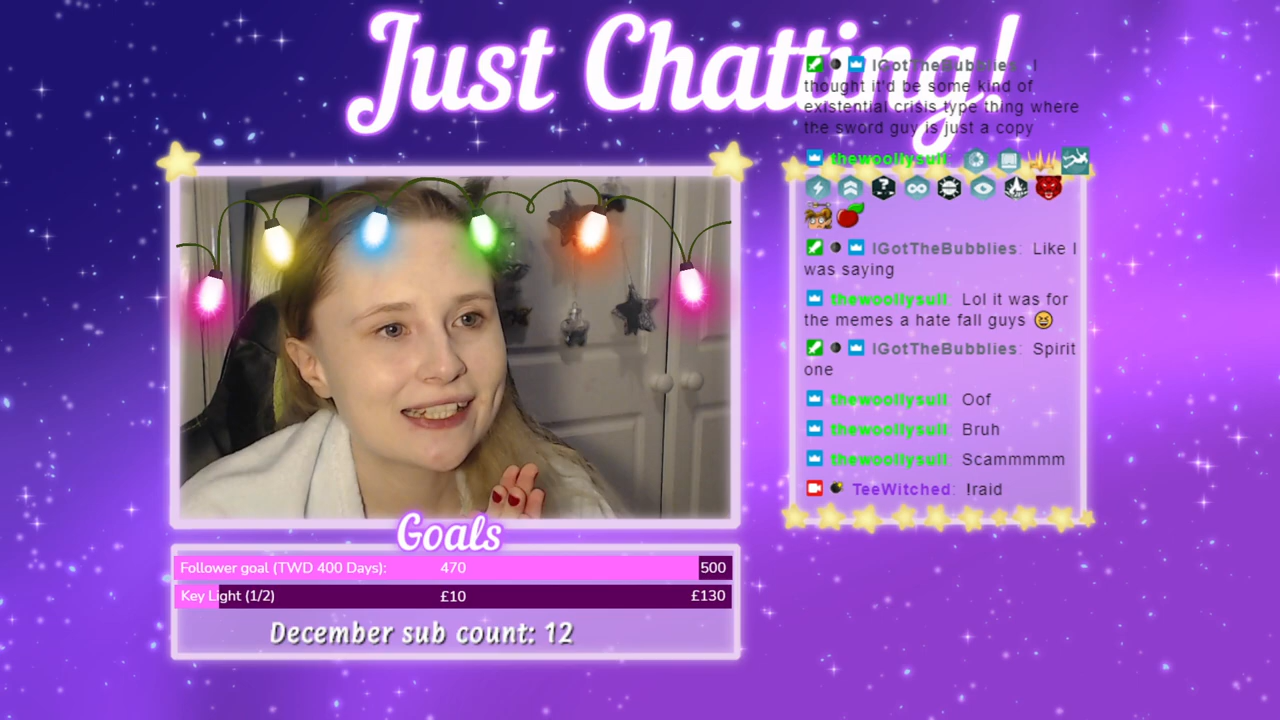 Just Chatting!
IGotTheBubblies: I
thought it'd be some kind of
existential crisis type thing where
the sword guy is just a copy
thewoollysull
IGotTheBubblies: Like I
was saying
thewoollysull Lol it was for
the memes a hate fall guys
IGotTheBubblies: Spirit
one
thewoollysull Oof
thewoollysull Bruh
thewoollysull Scammmmm
TeeWitched: !raid
Goals
Follower goal (TWD 400 Days): 470 500
Key Light (1/2) £10 £130
December sub count: 12